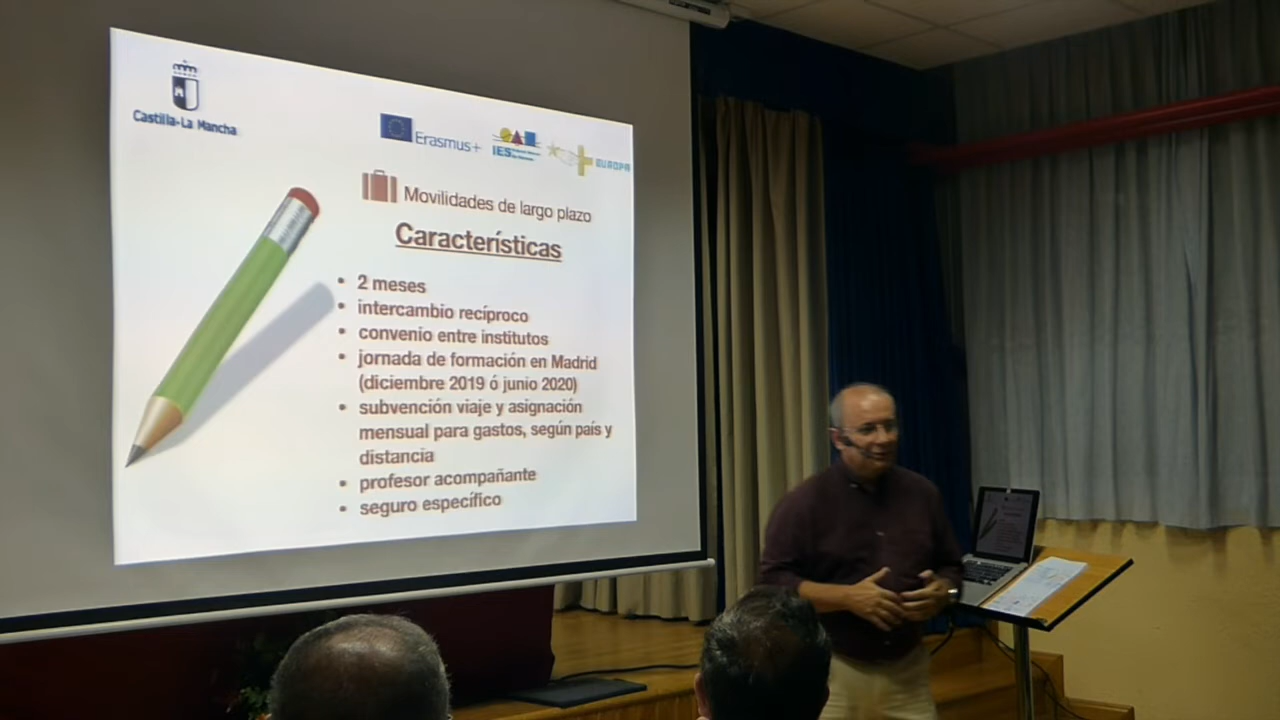 Castilla-La Mancha
Erasmus+
IES
EUROPA
Movilidades de largo plazo
Características
• 2 meses
• intercambio recíproco
• convenio entre institutos
• jornada de formación en Madrid
(diciembre 2019 ó junio 2020)
• subvención viaje y asignación
mensual para gastos, según país y
distancia
• profesor acompañante
• seguro específico